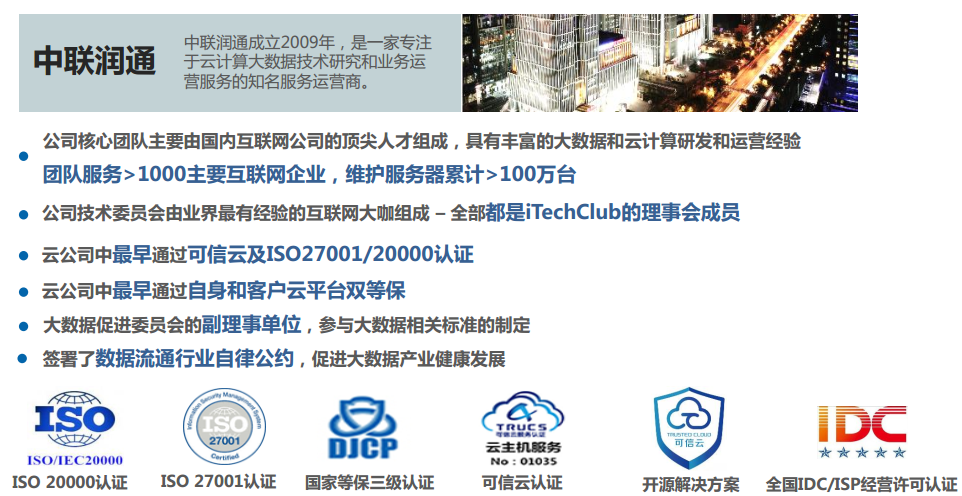 中联润通
中联润通成立2009年，是一家专注
于云计算大数据技术研究和业务运
营服务的知名服务运营商。
公司核心团队主要由国内互联网公司的顶尖人才组成，具有丰富的大数据和云计算研发和运营经验
团队服务>1000主要互联网企业，维护服务器累计>100万台
公司技术委员会由业界最有经验的互联网大咖组成 – 全部都是iTechClub的理事会成员
云公司中最早通过可信云及ISO27001/20000认证
云公司中最早通过自身和客户云平台双等保
大数据促进委员会的副理事单位，参与大数据相关标准的制定
签署了数据流通行业自律公约，促进大数据产业健康发展
ISO
ISO/IEC20000
ISO 20000认证
Information Security Management System
ISO
27001
Certified
ISO 27001认证
DJCP
国家等保三级认证
TRUCS
可信云服务认证
云主机服务
No：01035
可信云认证
TRUSTED CLOUD
可信云
开源解决方案
IDC
全国IDC/ISP经营许可认证